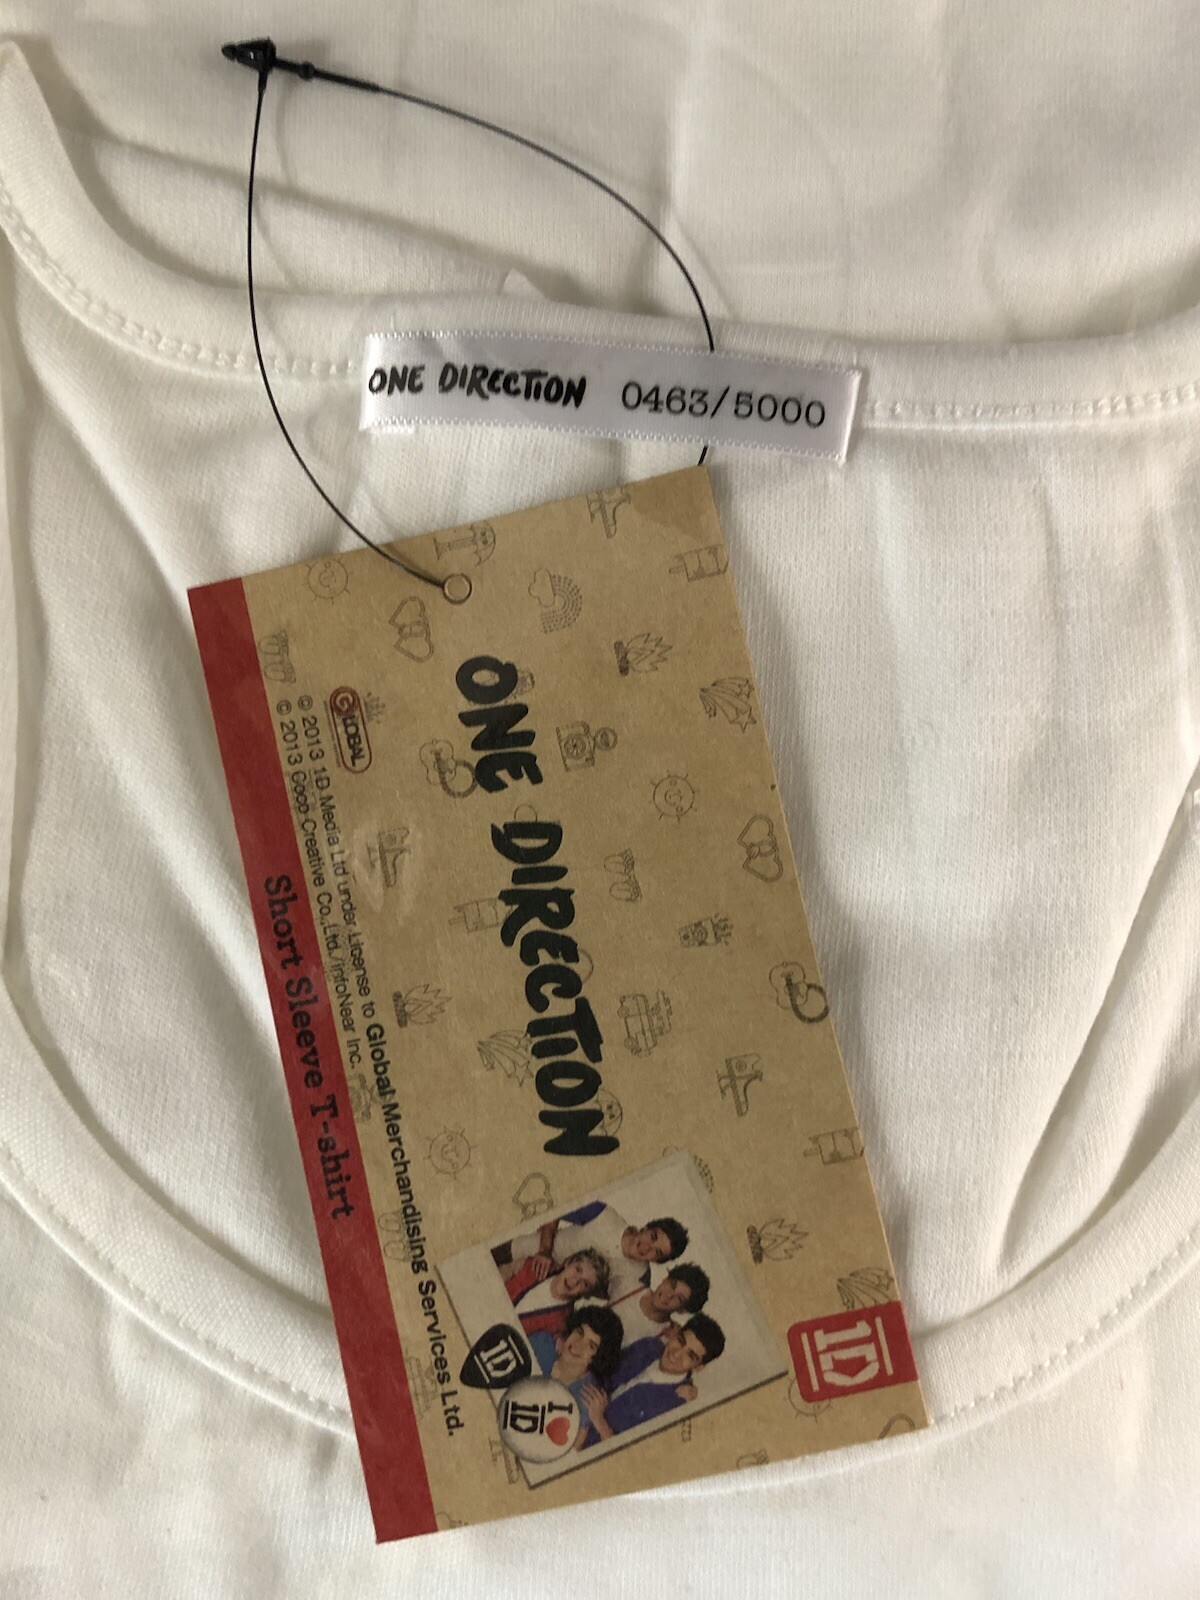 ONE DIRECTION 0463/5000
ONE DIRECTION
GLOBAL
© 2013 1D Media Ltd under License to Global Merchandising Services Ltd.
© 2013 Coop Creative Co.,Ltd./infoNear Inc.
Short Sleeve T-shirt
1D
I ♥
1D
1D